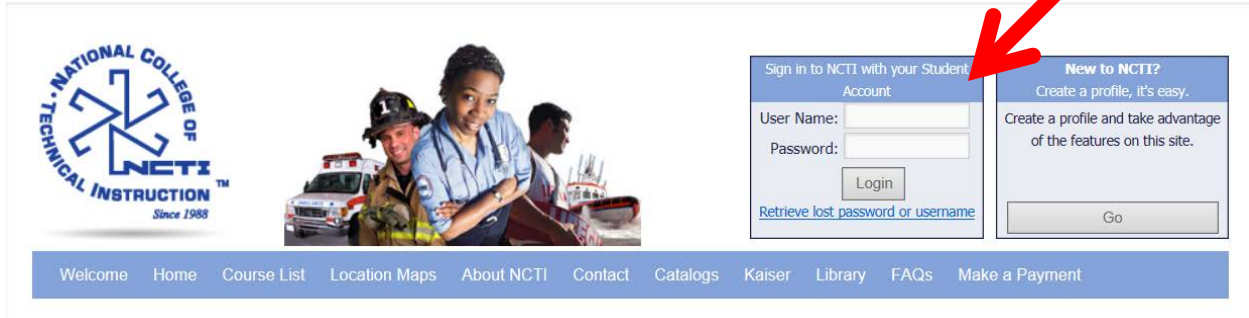 NATIONAL COLLEGE OF TECHNICAL INSTRUCTION
NCTI
TM
Since 1988
1
AMBULANCE
Sign in to NCTI with your Student
Account
User Name:
Password:
Login
Retrieve lost password or username
New to NCTI?
Create a profile, it's easy.
Create a profile and take advantage
of the features on this site.
Go
Welcome Home Course List Location Maps About NCTI Contact Catalogs Kaiser Library FAQs Make a Payment